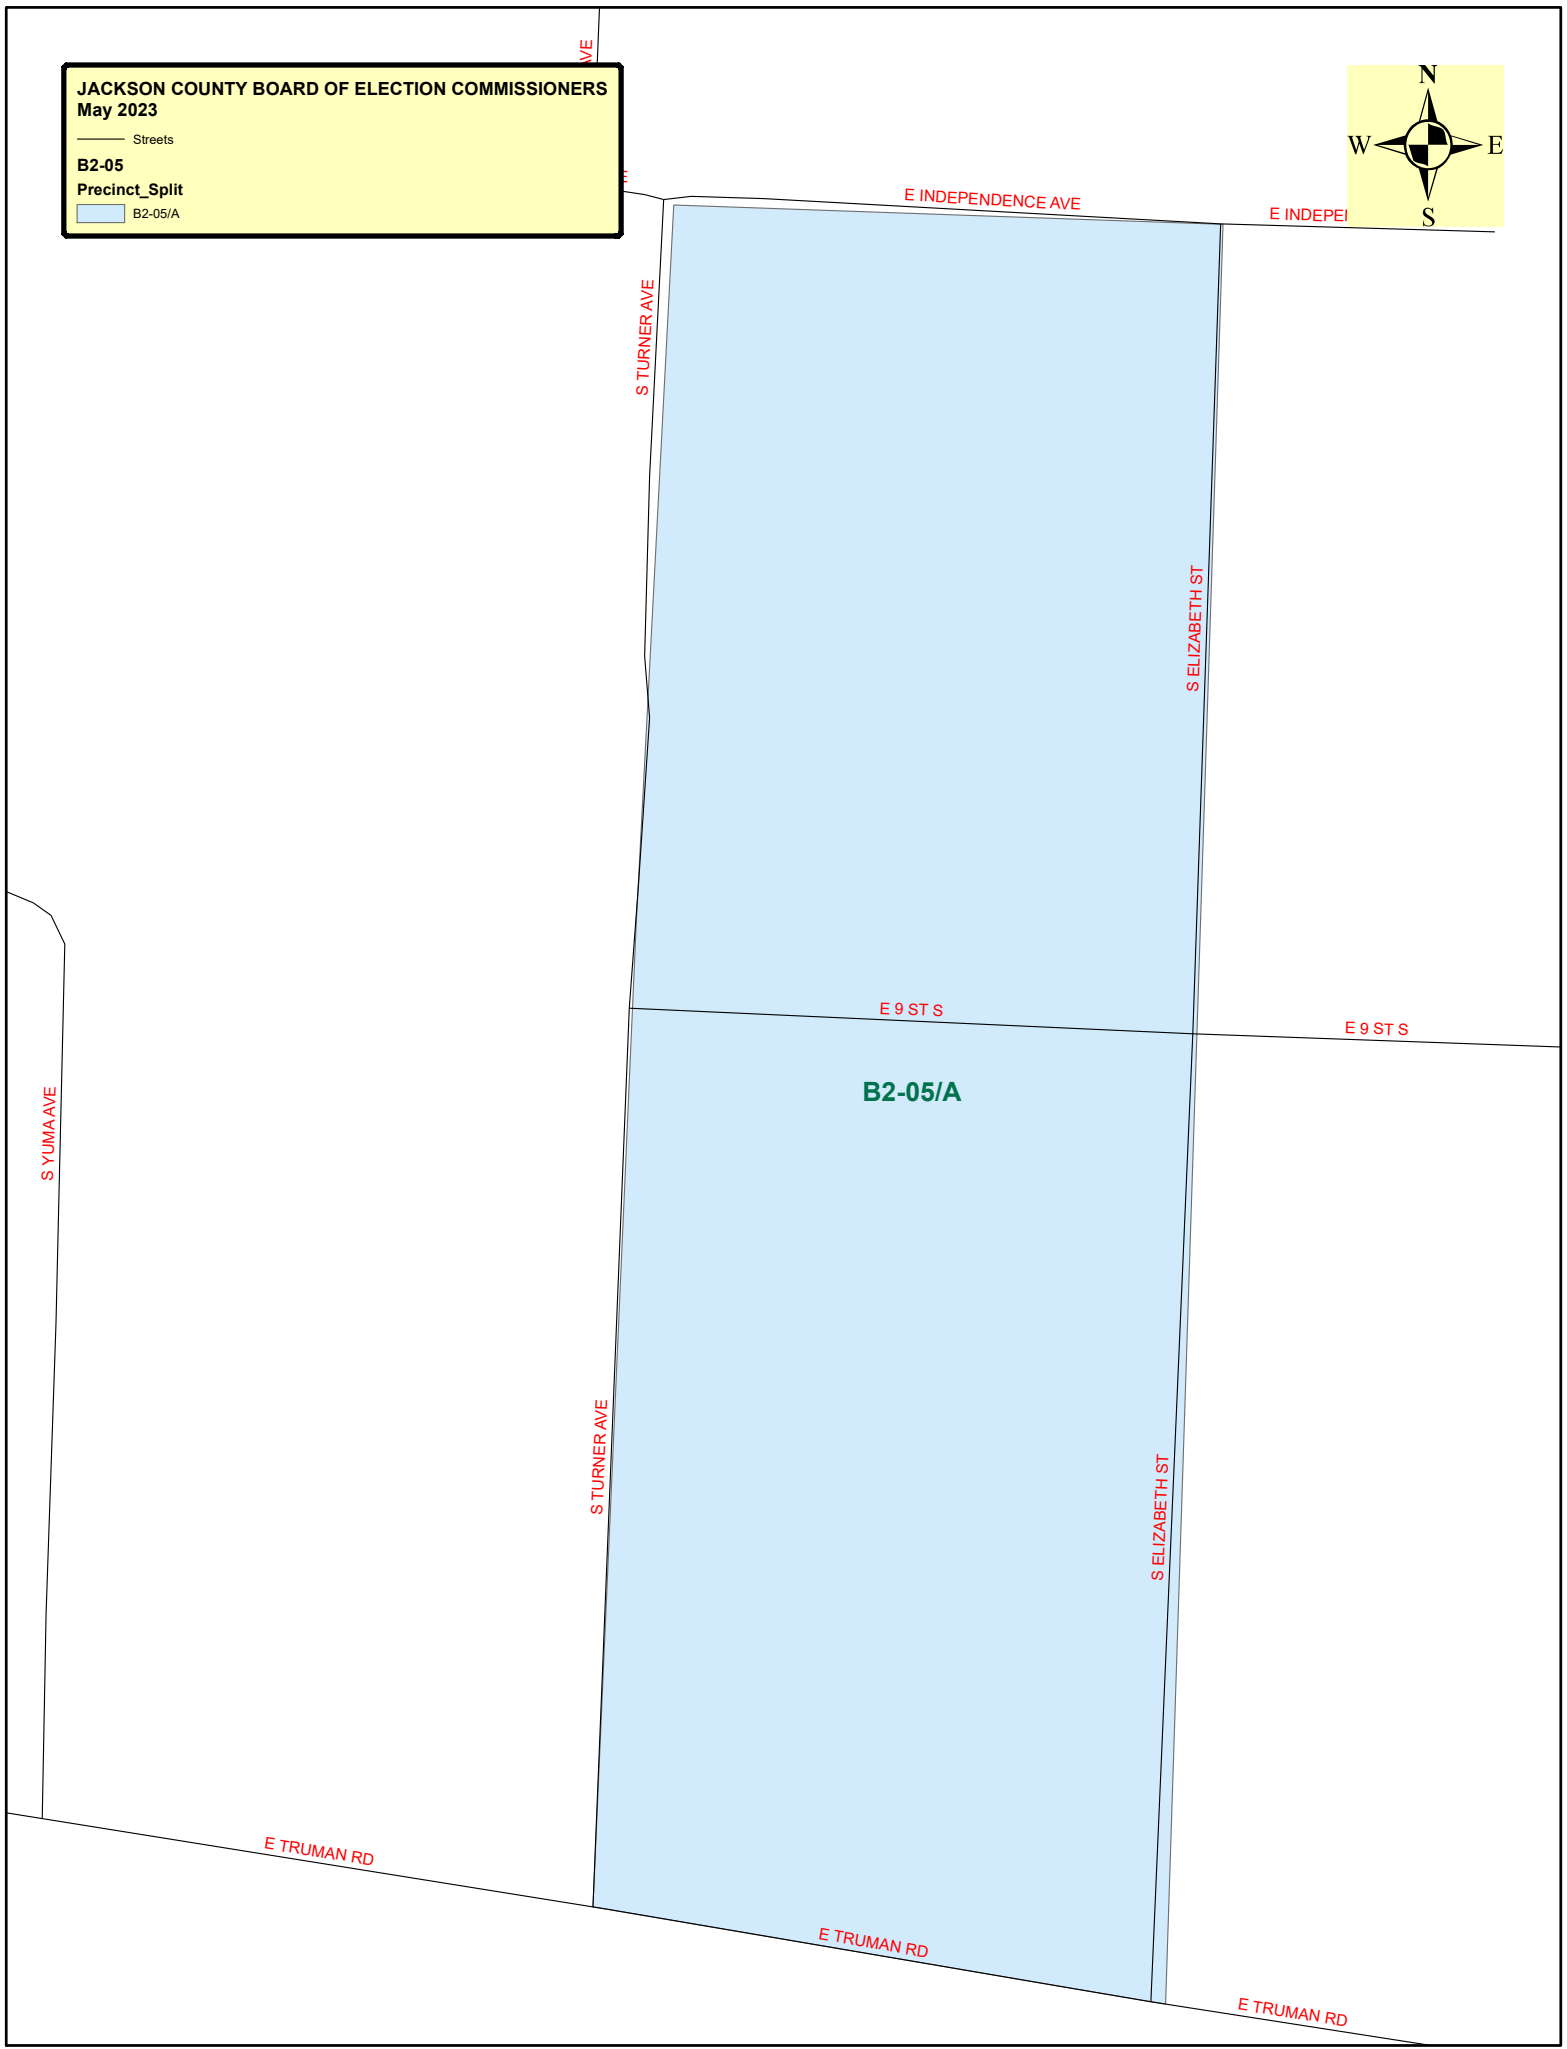 AVE
JACKSON COUNTY BOARD OF ELECTION COMMISSIONERS
May 2023
Streets
B2-05
Precinct_Split
B2-05/A
N
W
E
S
E INDEPENDENCE AVE
E INDEPE
S TURNER AVE
S ELIZABETH ST
E 9 ST S
E 9 ST S
B2-05/A
S YUMA AVE
S TURNER AVE
S ELIZABETH ST
E TRUMAN RD
E TRUMAN RD
E TRUMAN RD